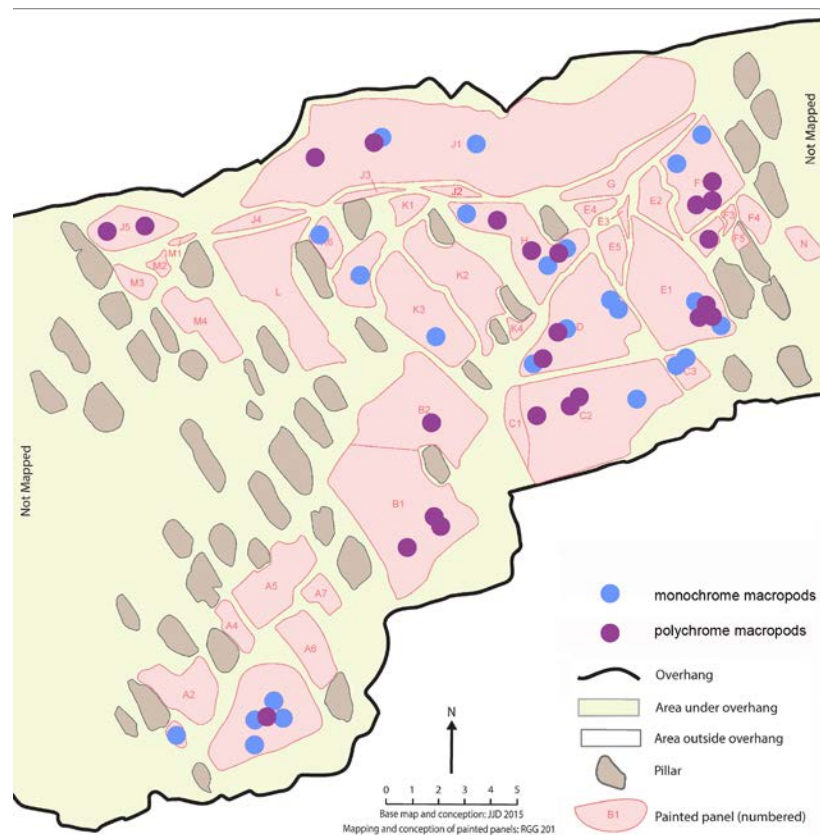 Not Mapped
J1
J3
J2
G
F1
K1
E4
E3
E2
F3
F4
F5
N
J5
J4
M1
M2
M3
M4
L
H
E5
K2
K3
K4
D
E1
C3
C1
C2
B2
B1
Not Mapped
A5
A7
A4
A6
A2
monochrome macropods
polychrome macropods
Overhang
Area under overhang
Area outside overhang
Pillar
B1 Painted panel (numbered)
N
0 1 2 3 4 5
Base map and conception: JJD 2015
Mapping and conception of painted panels: RGG 201